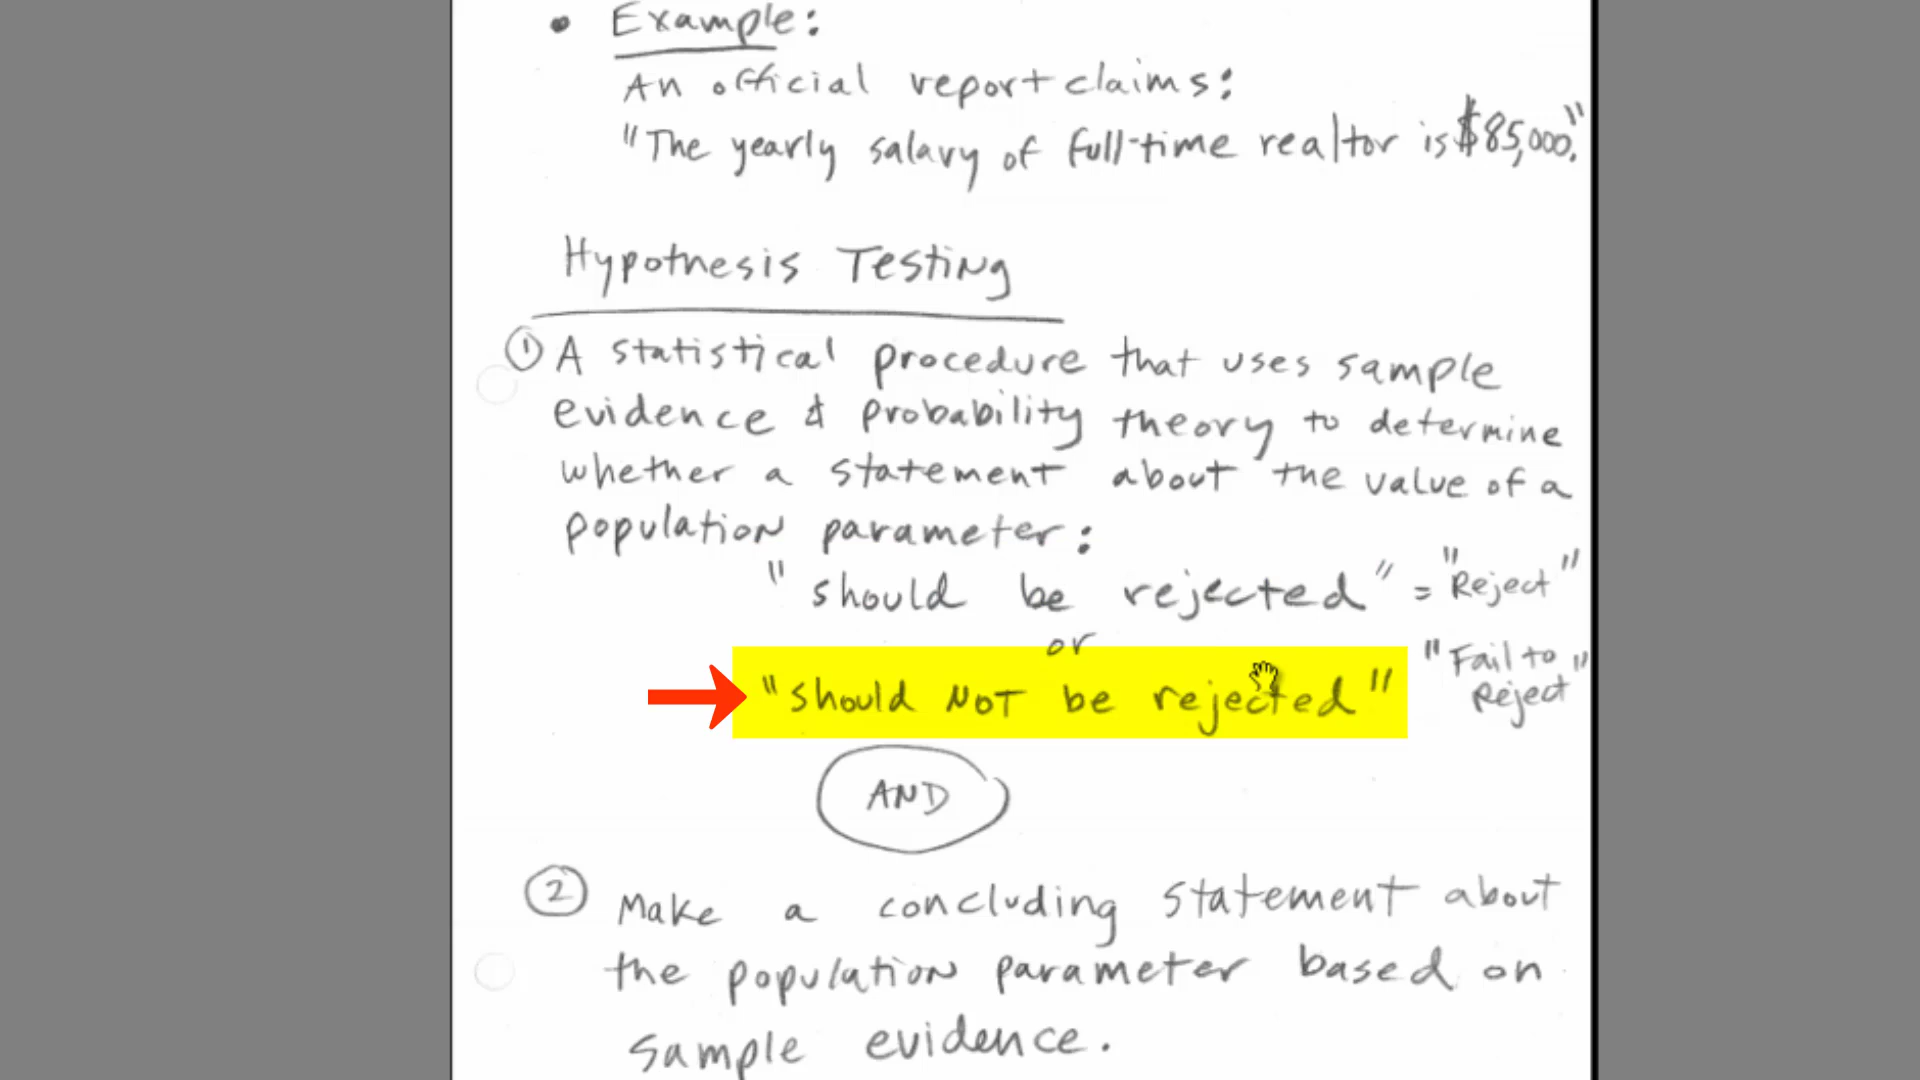 • Example:
An official report claims:
"The yearly salary of full-time realtor is $85,000."
Hypothesis Testing
① A statistical procedure that uses sample
evidence & probability theory to determine
whether a statement about the value of a
population parameter:
"should be rejected" = "Reject"
or
"should NOT be rejected" "Fail to
Reject"
AND
② Make a concluding statement about
the population parameter based on
sample evidence.